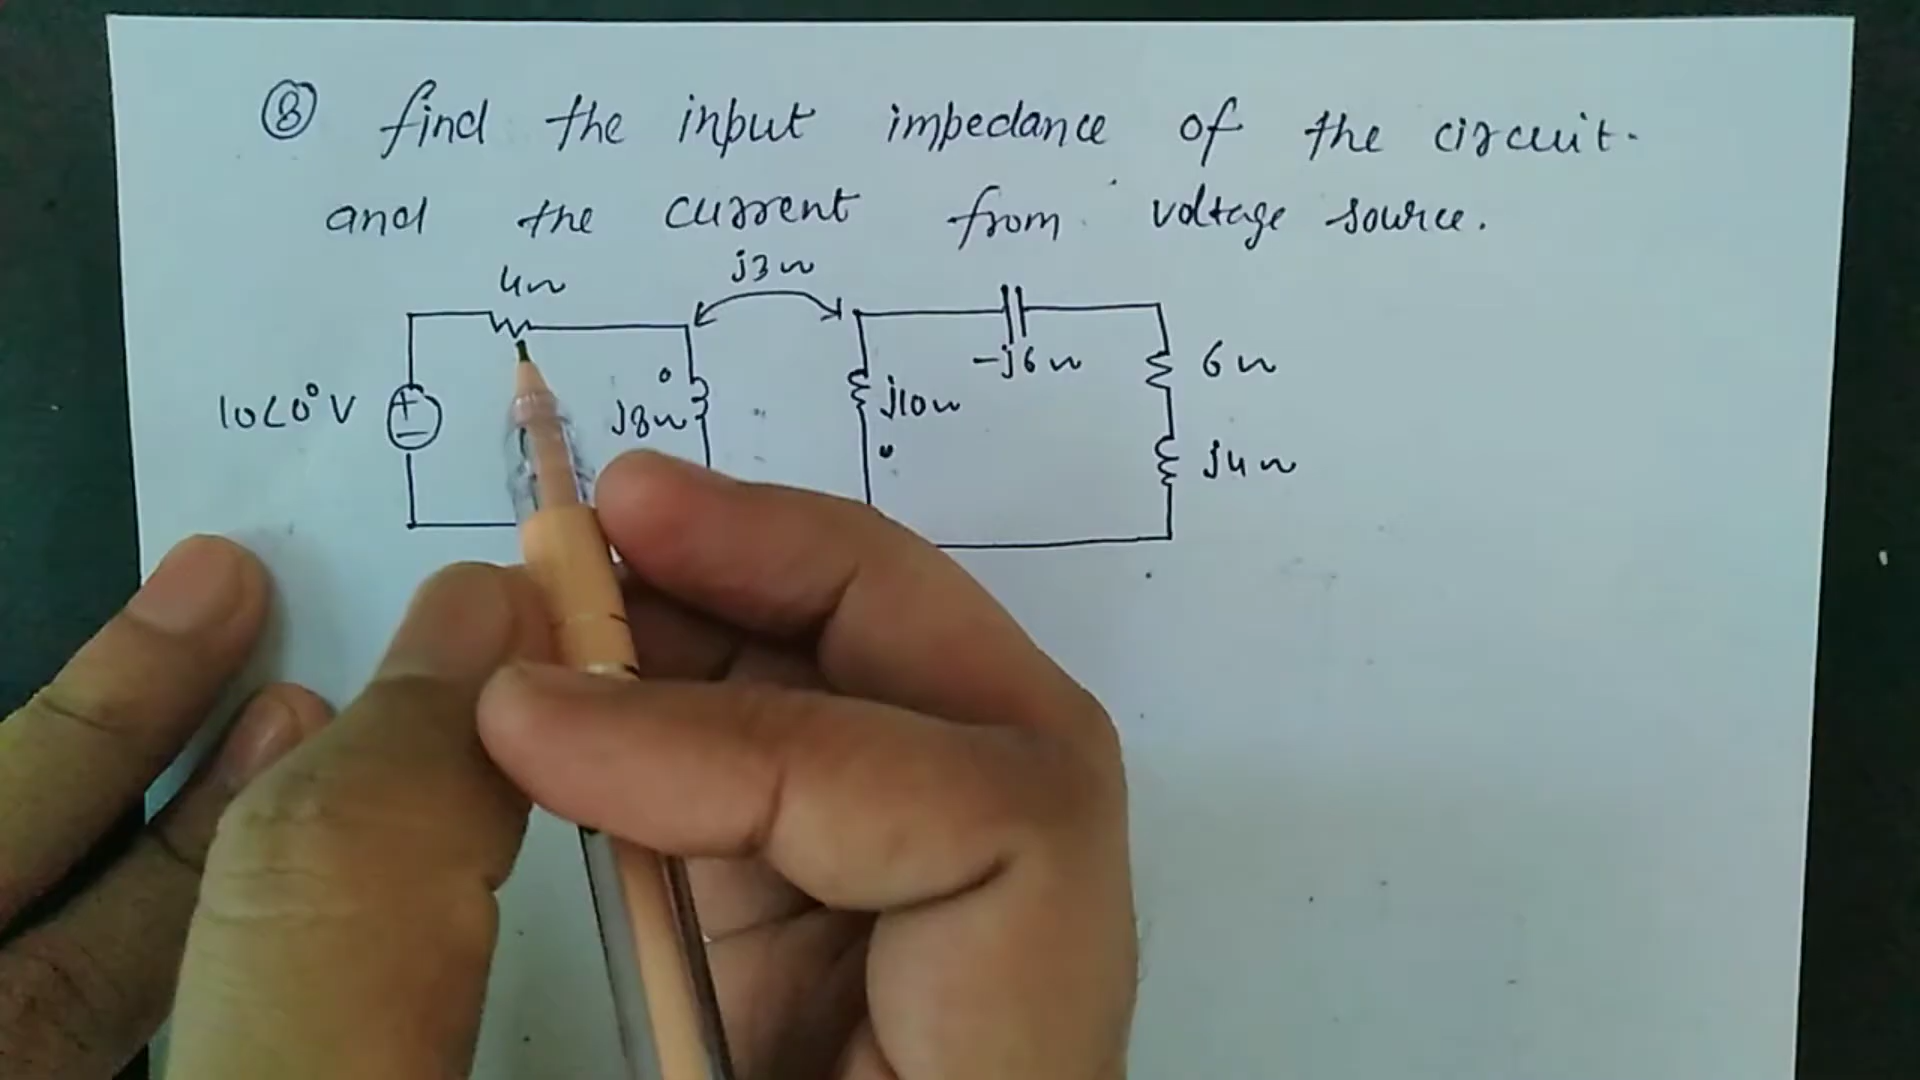 ⑧ find the input impedance of the circuit.
and the current from voltage source.
4Ω
j3Ω
10∠0°V
+
−
j8Ω
j10Ω
-j6Ω
6Ω
j4Ω